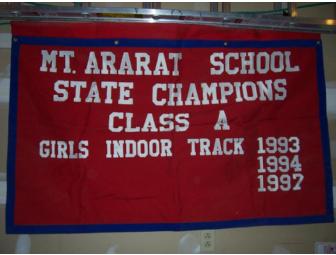 MT. ARARAT SCHOOL
STATE CHAMPIONS
CLASS A
GIRLS INDOOR TRACK 1993
1994
1997